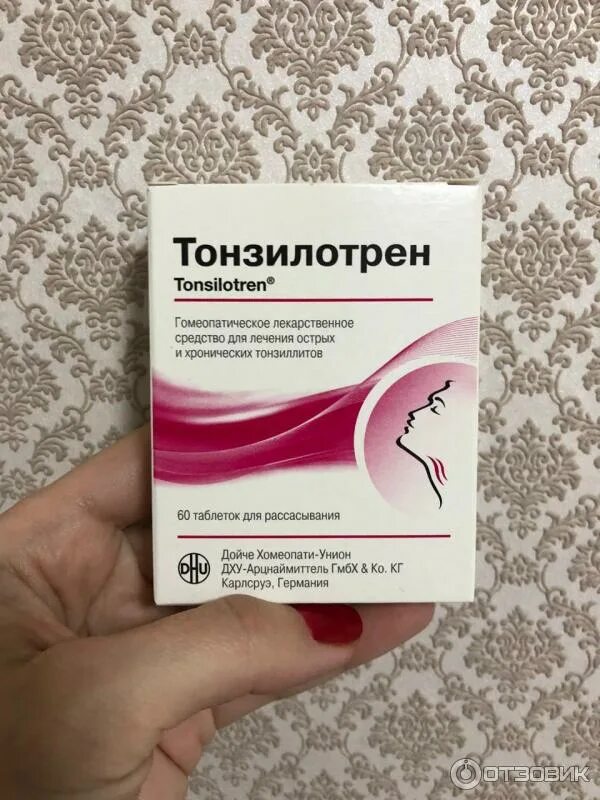 Тонзилотрен
Tonsilotren®
Гомеопатическое лекарственное
средство для лечения острых
и хронических тонзиллитов
60 таблеток для рассасывания
DHU
Дойче Хомеопати-Унион
ДХУ-Арцнаймиттель ГмбХ & Ко. КГ
Карлсруэ, Германия
ОТЗОВИК